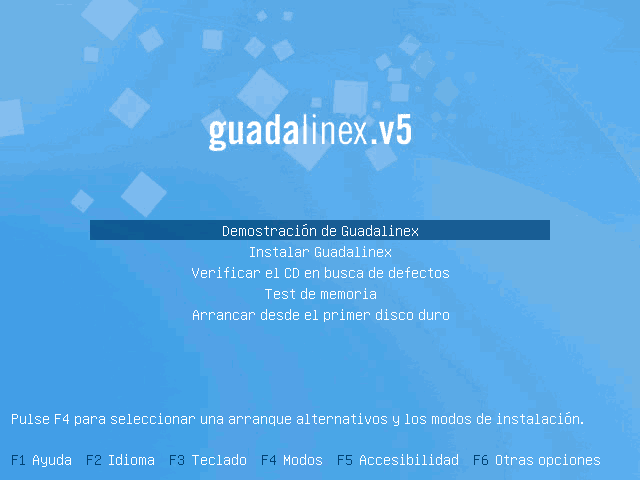 guadalinex.v5
Demostración de Guadalinex
Instalar Guadalinex
Verificar el CD en busca de defectos
Test de memoria
Arrancar desde el primer disco duro
Pulse F4 para seleccionar una arranque alternativos y los modos de instalación.
F1 Ayuda F2 Idioma F3 Teclado F4 Modos F5 Accesibilidad F6 Otras opciones